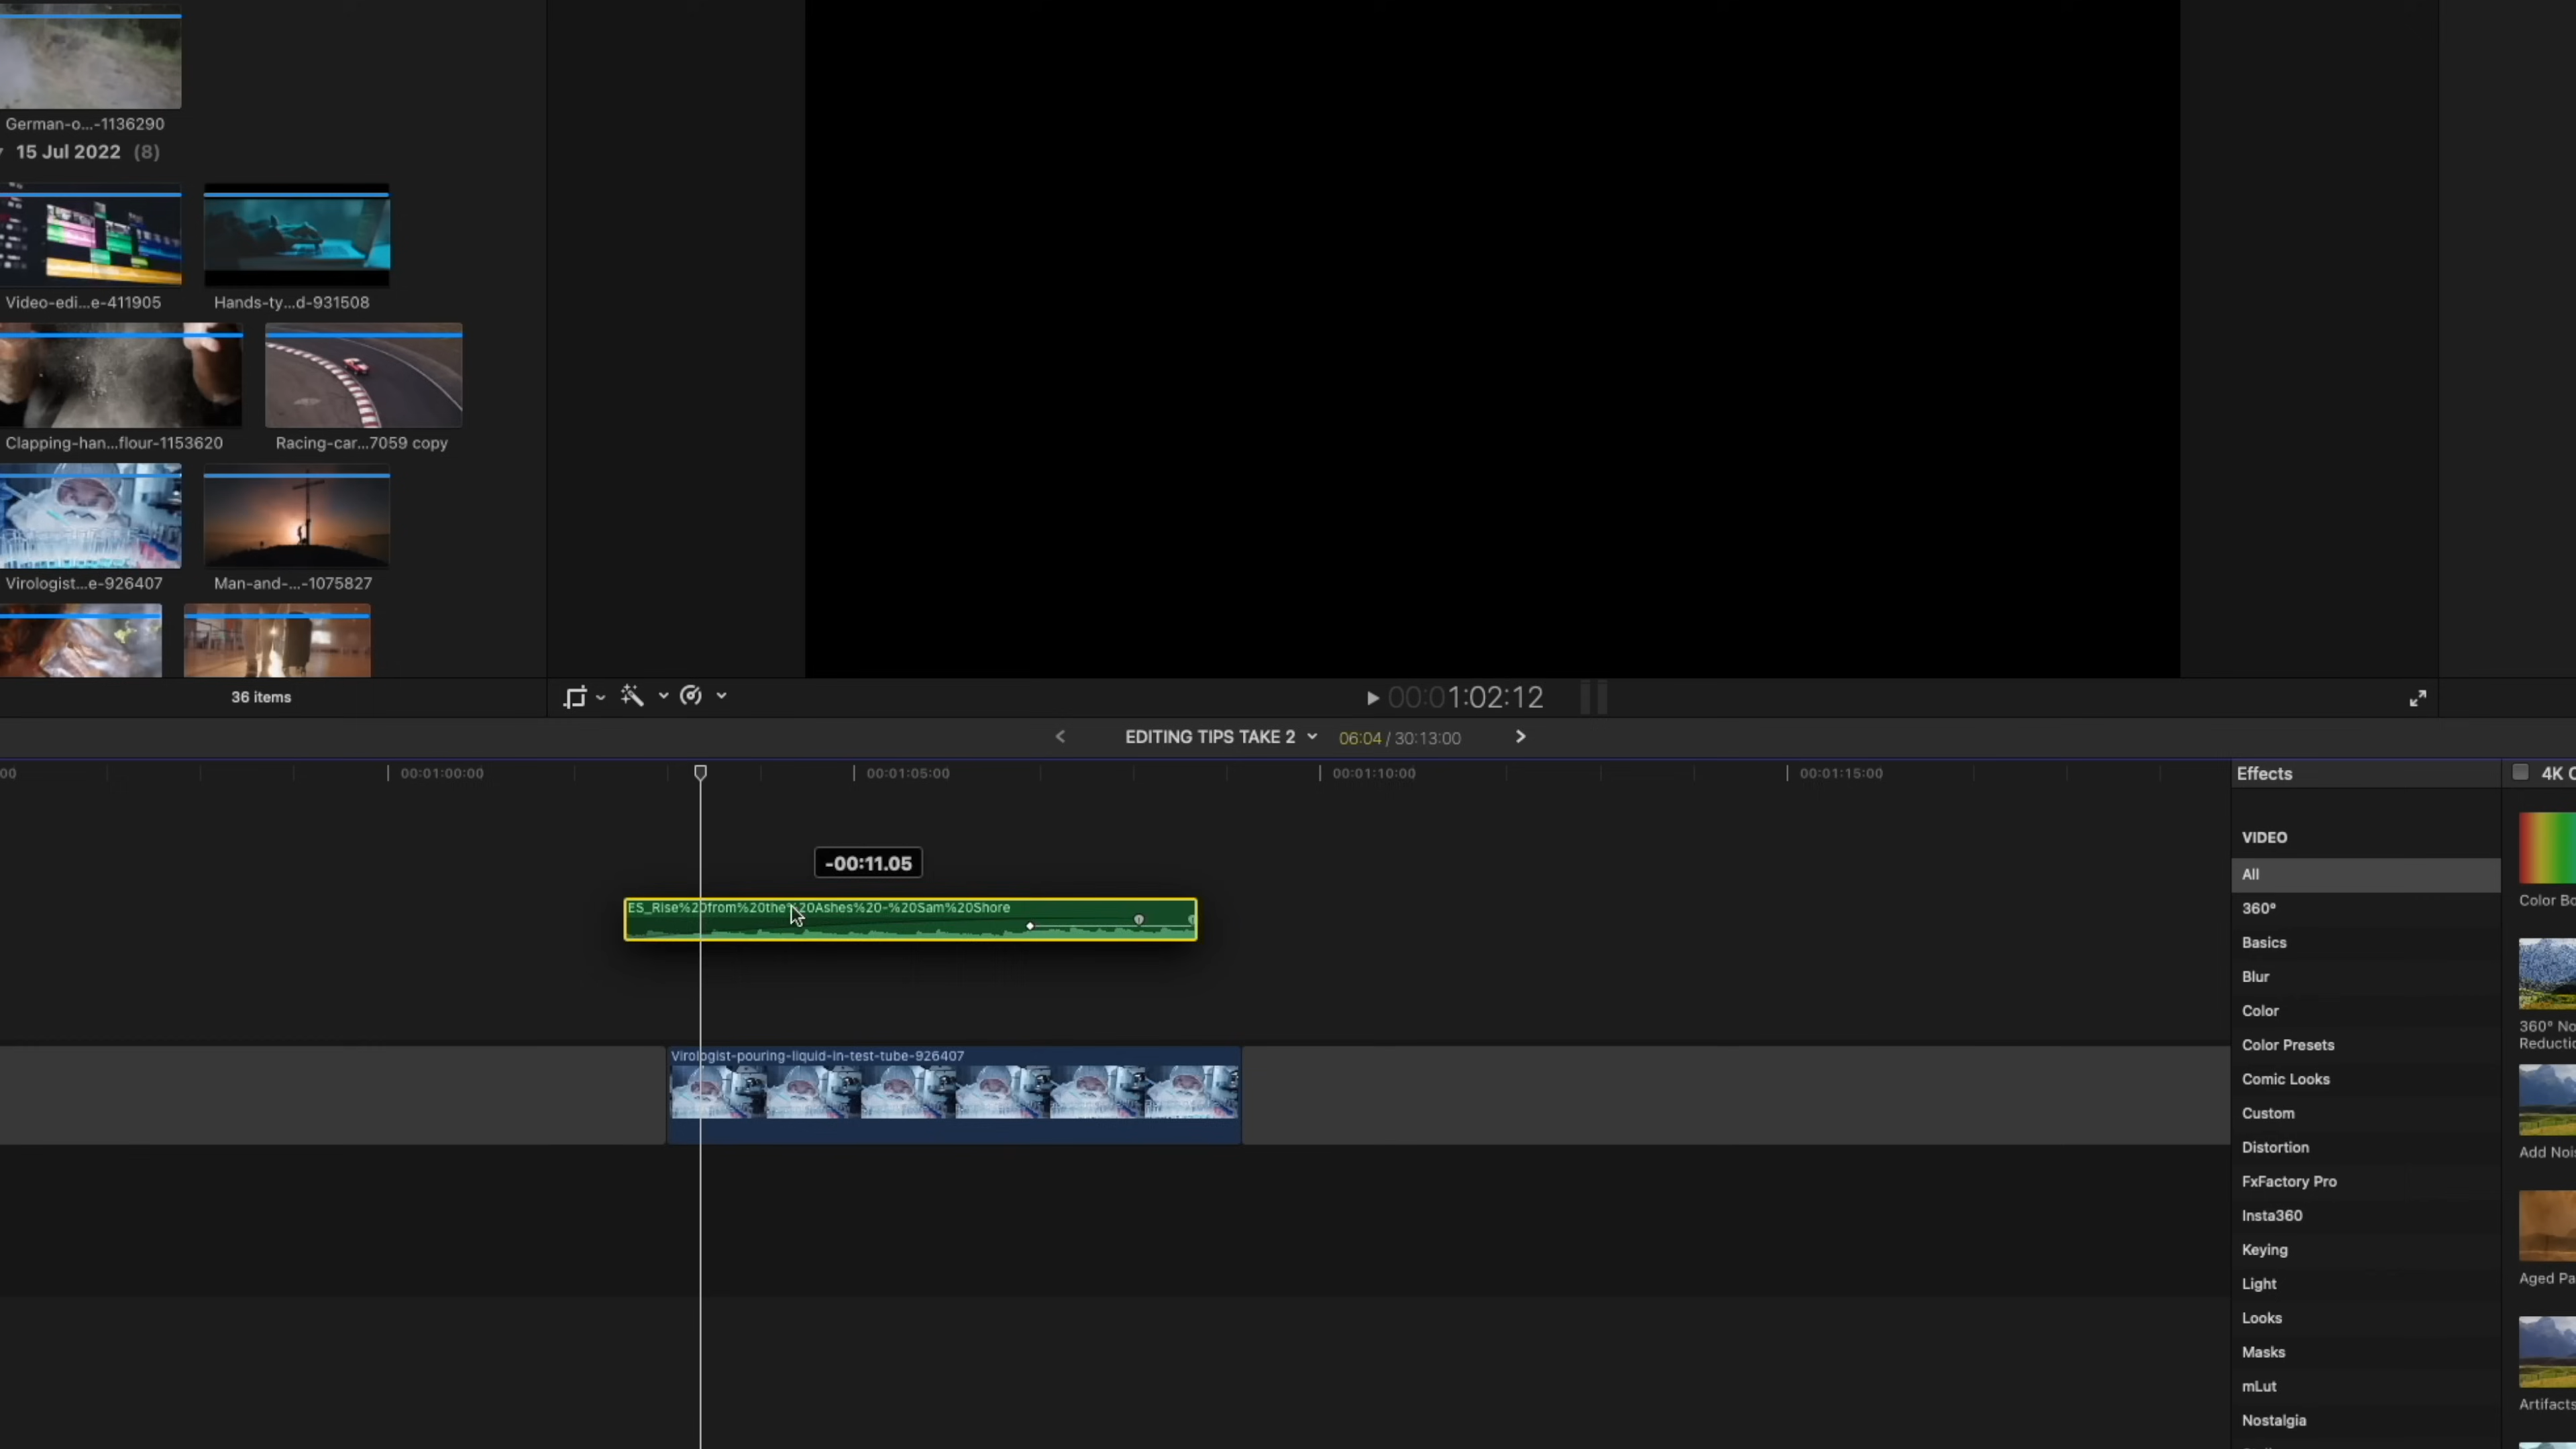 German-o...-1136290
15 Jul 2022 (8)
Video-edi...e-411905
Hands-ty...d-931508
Clapping-han...flour-1153620
Racing-car...7059 copy
Virologist...e-926407
Man-and-...-1075827
36 items
00:01:02:12
EDITING TIPS TAKE 2
06:04 / 30:13:00
00
00:01:00:00
00:01:05:00
00:01:10:00
00:01:15:00
-00:11.05
ES_Rise%20from%20the%20Ashes%20-%20Sam%20Shore
Virologist-pouring-liquid-in-test-tube-926407
Effects
4K
VIDEO
All
360°
Basics
Blur
Color
Color Presets
Comic Looks
Custom
Distortion
FxFactory Pro
Insta360
Keying
Light
Looks
Masks
mLut
Nostalgia
Color Bo
360° No
Reductio
Add Nois
Aged Pa
Artifacts